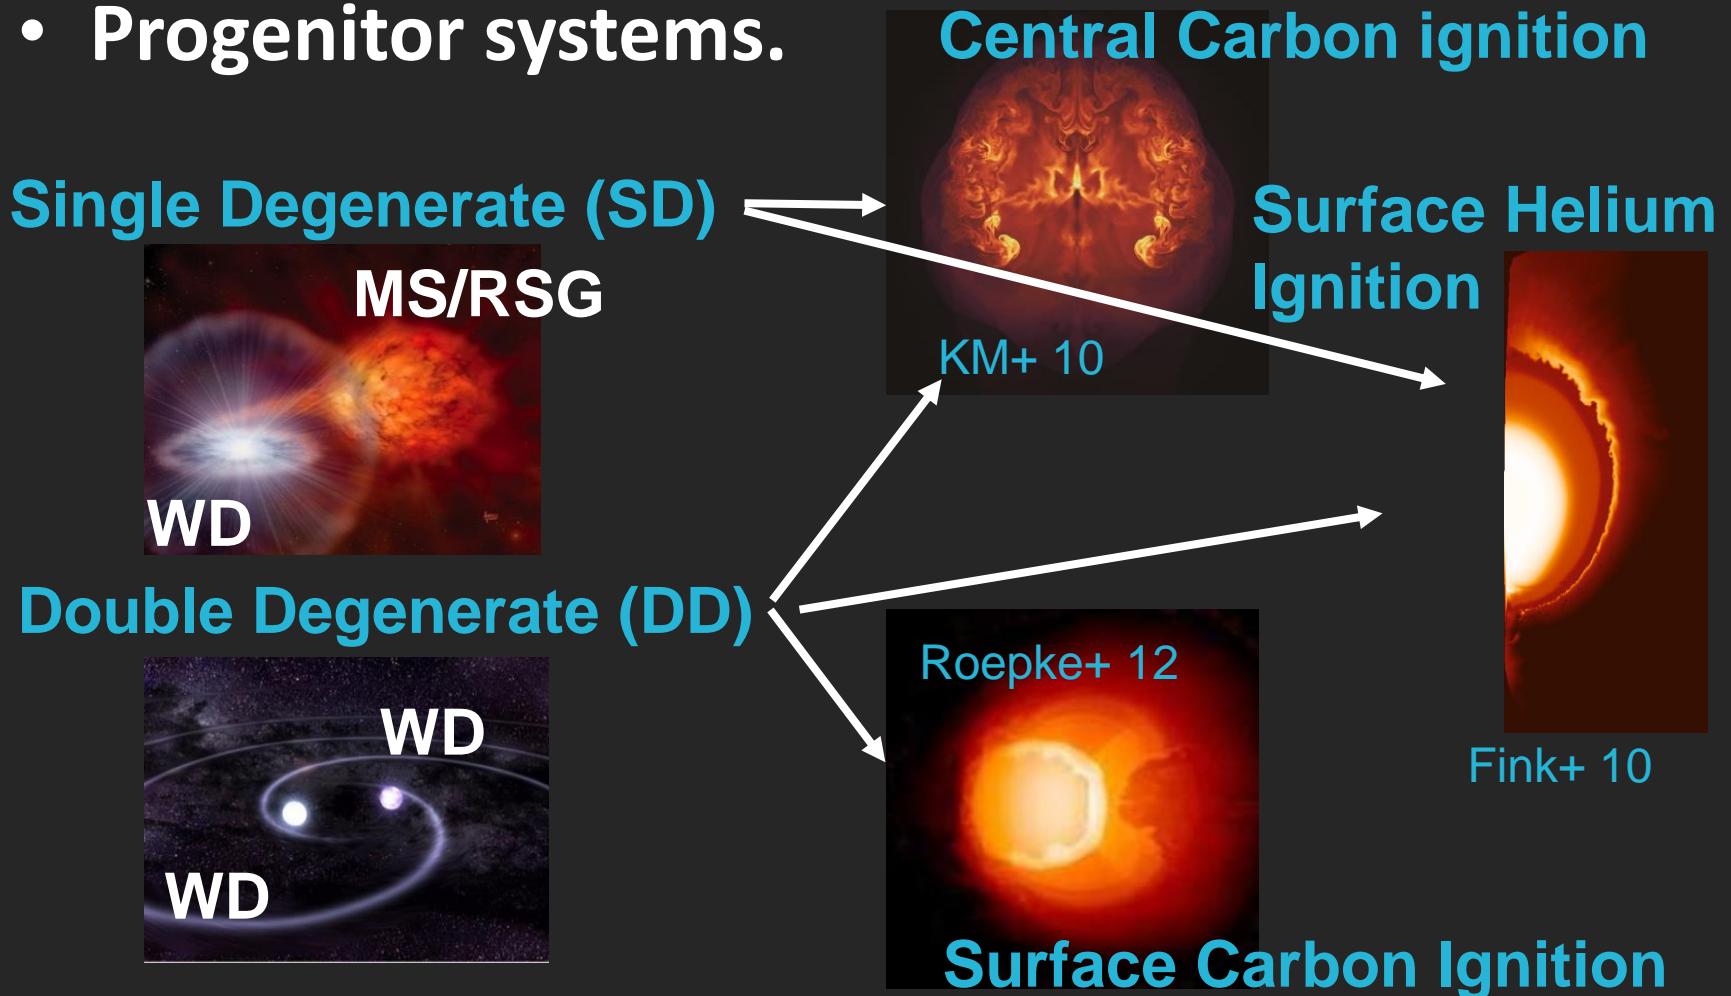 • Progenitor systems.
Central Carbon ignition
Single Degenerate (SD)
Surface Helium
Ignition
MS/RSG
KM+ 10
WD
Double Degenerate (DD)
Roepke+ 12
WD
Fink+ 10
WD
Surface Carbon Ignition